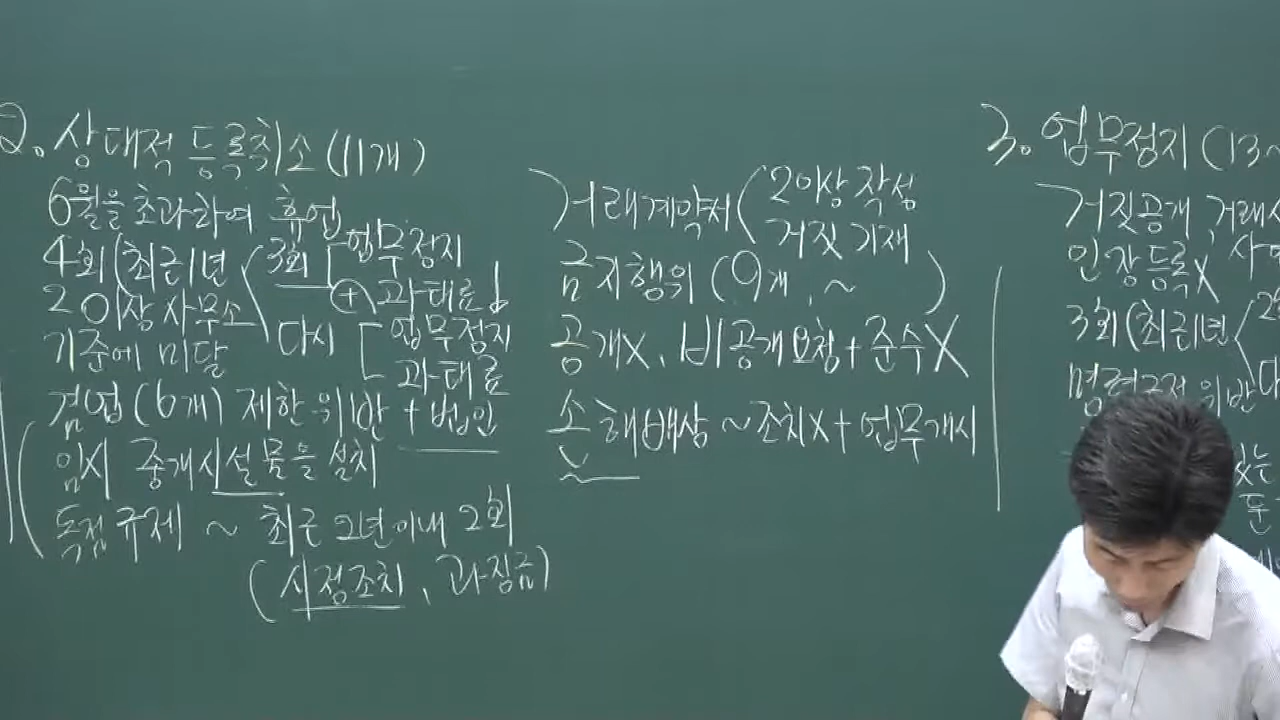 2. 상대적 등록취소 (11개)
6월을 초과하여 휴업
4회(최근1년 3회 업무정지
+ 과태료
2이상 사무소
다시 업무정지
과태료
기준에 미달
겸업(6개) 제한 위반 + 법인
임시 중개시설물을 설치
독점규제 ~ 최근 2년이내 2회
(시정조치, 과징금)
거래계약서 ( 2이상 작성
거짓 기재
금지행위 (9개, ~ )
공개X, 비공개요청+준수X
손해배상 ~조치X+업무개시
3. 업무정지 (13~
거짓공개, 거래
인장등록X
3회(최근1년
명령
위반